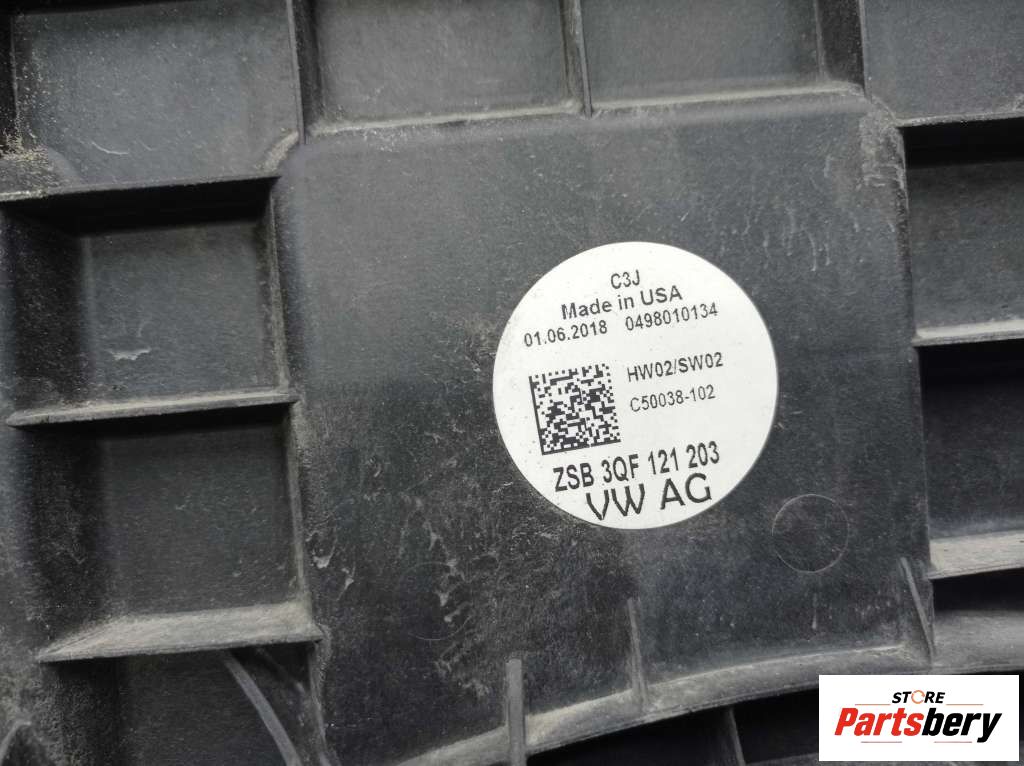 C3J
Made in USA
01.06.2018 0498010134
HW02/SW02
C50038-102
ZSB 3QF 121 203
VW AG
STORE
Partsbery